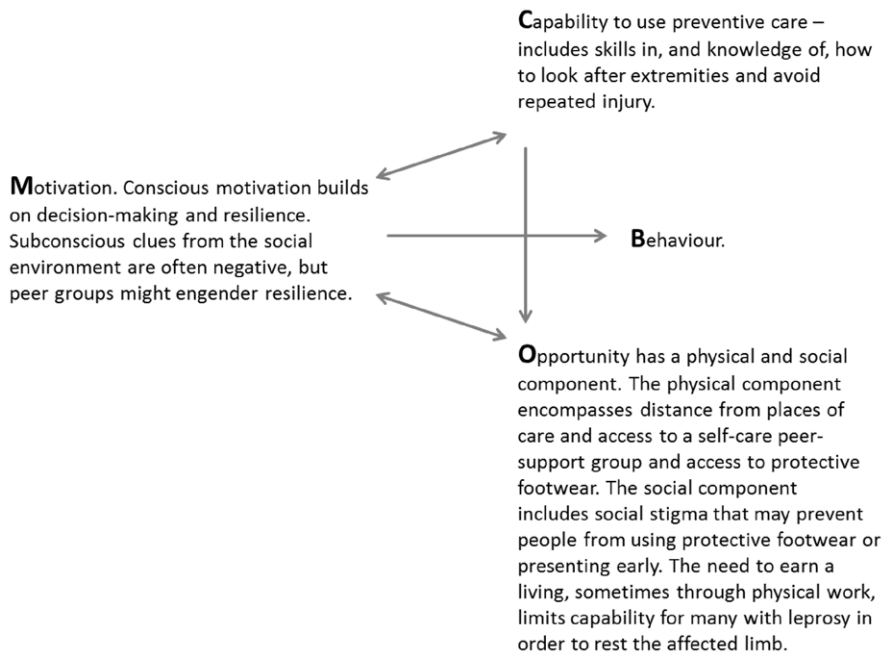 Capability to use preventive care –
includes skills in, and knowledge of, how
to look after extremities and avoid
repeated injury.
Motivation. Conscious motivation builds
on decision-making and resilience.
Subconscious clues from the social
environment are often negative, but
peer groups might engender resilience.
Behaviour.
Opportunity has a physical and social
component. The physical component
encompasses distance from places of
care and access to a self-care peer-
support group and access to protective
footwear. The social component
includes social stigma that may prevent
people from using protective footwear or
presenting early. The need to earn a
living, sometimes through physical work,
limits capability for many with leprosy in
order to rest the affected limb.